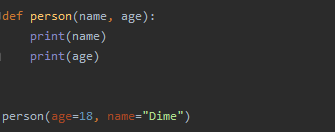 def person(name, age):
    print(name)
    print(age)
person(age=18, name="Dime")